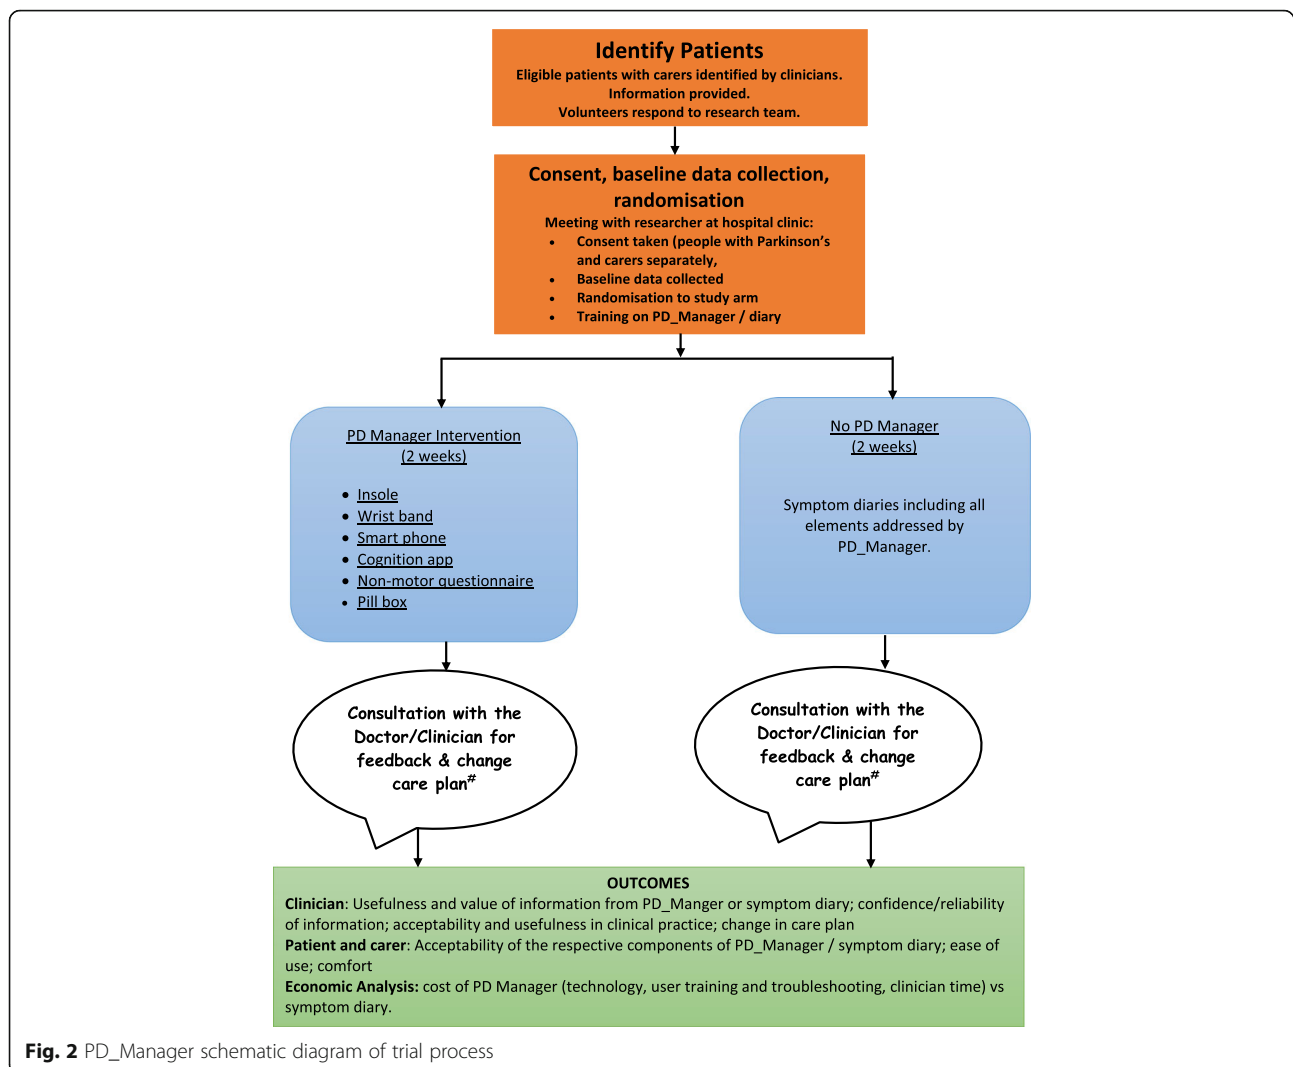 Identify Patients
Eligible patients with carers identified by clinicians.
Information provided.
Volunteers respond to research team.
Consent, baseline data collection,
randomisation
Meeting with researcher at hospital clinic:
• Consent taken (people with Parkinson's
and carers separately,
• Baseline data collected
• Randomisation to study arm
• Training on PD_Manager / diary
PD Manager Intervention
(2 weeks)
• Insole
• Wrist band
• Smart phone
• Cognition app
• Non-motor questionnaire
• Pill box
No PD Manager
(2 weeks)
Symptom diaries including all
elements addressed by
PD_Manager.
Consultation with the
Doctor/Clinician for
feedback & change
care plan#
Consultation with the
Doctor/Clinician for
feedback & change
care plan#
OUTCOMES
Clinician: Usefulness and value of information from PD_Manger or symptom diary; confidence/reliability
of information; acceptability and usefulness in clinical practice; change in care plan
Patient and carer: Acceptability of the respective components of PD_Manager / symptom diary; ease of
use; comfort
Economic Analysis: cost of PD Manager (technology, user training and troubleshooting, clinician time) vs
symptom diary.
Fig. 2 PD_Manager schematic diagram of trial process